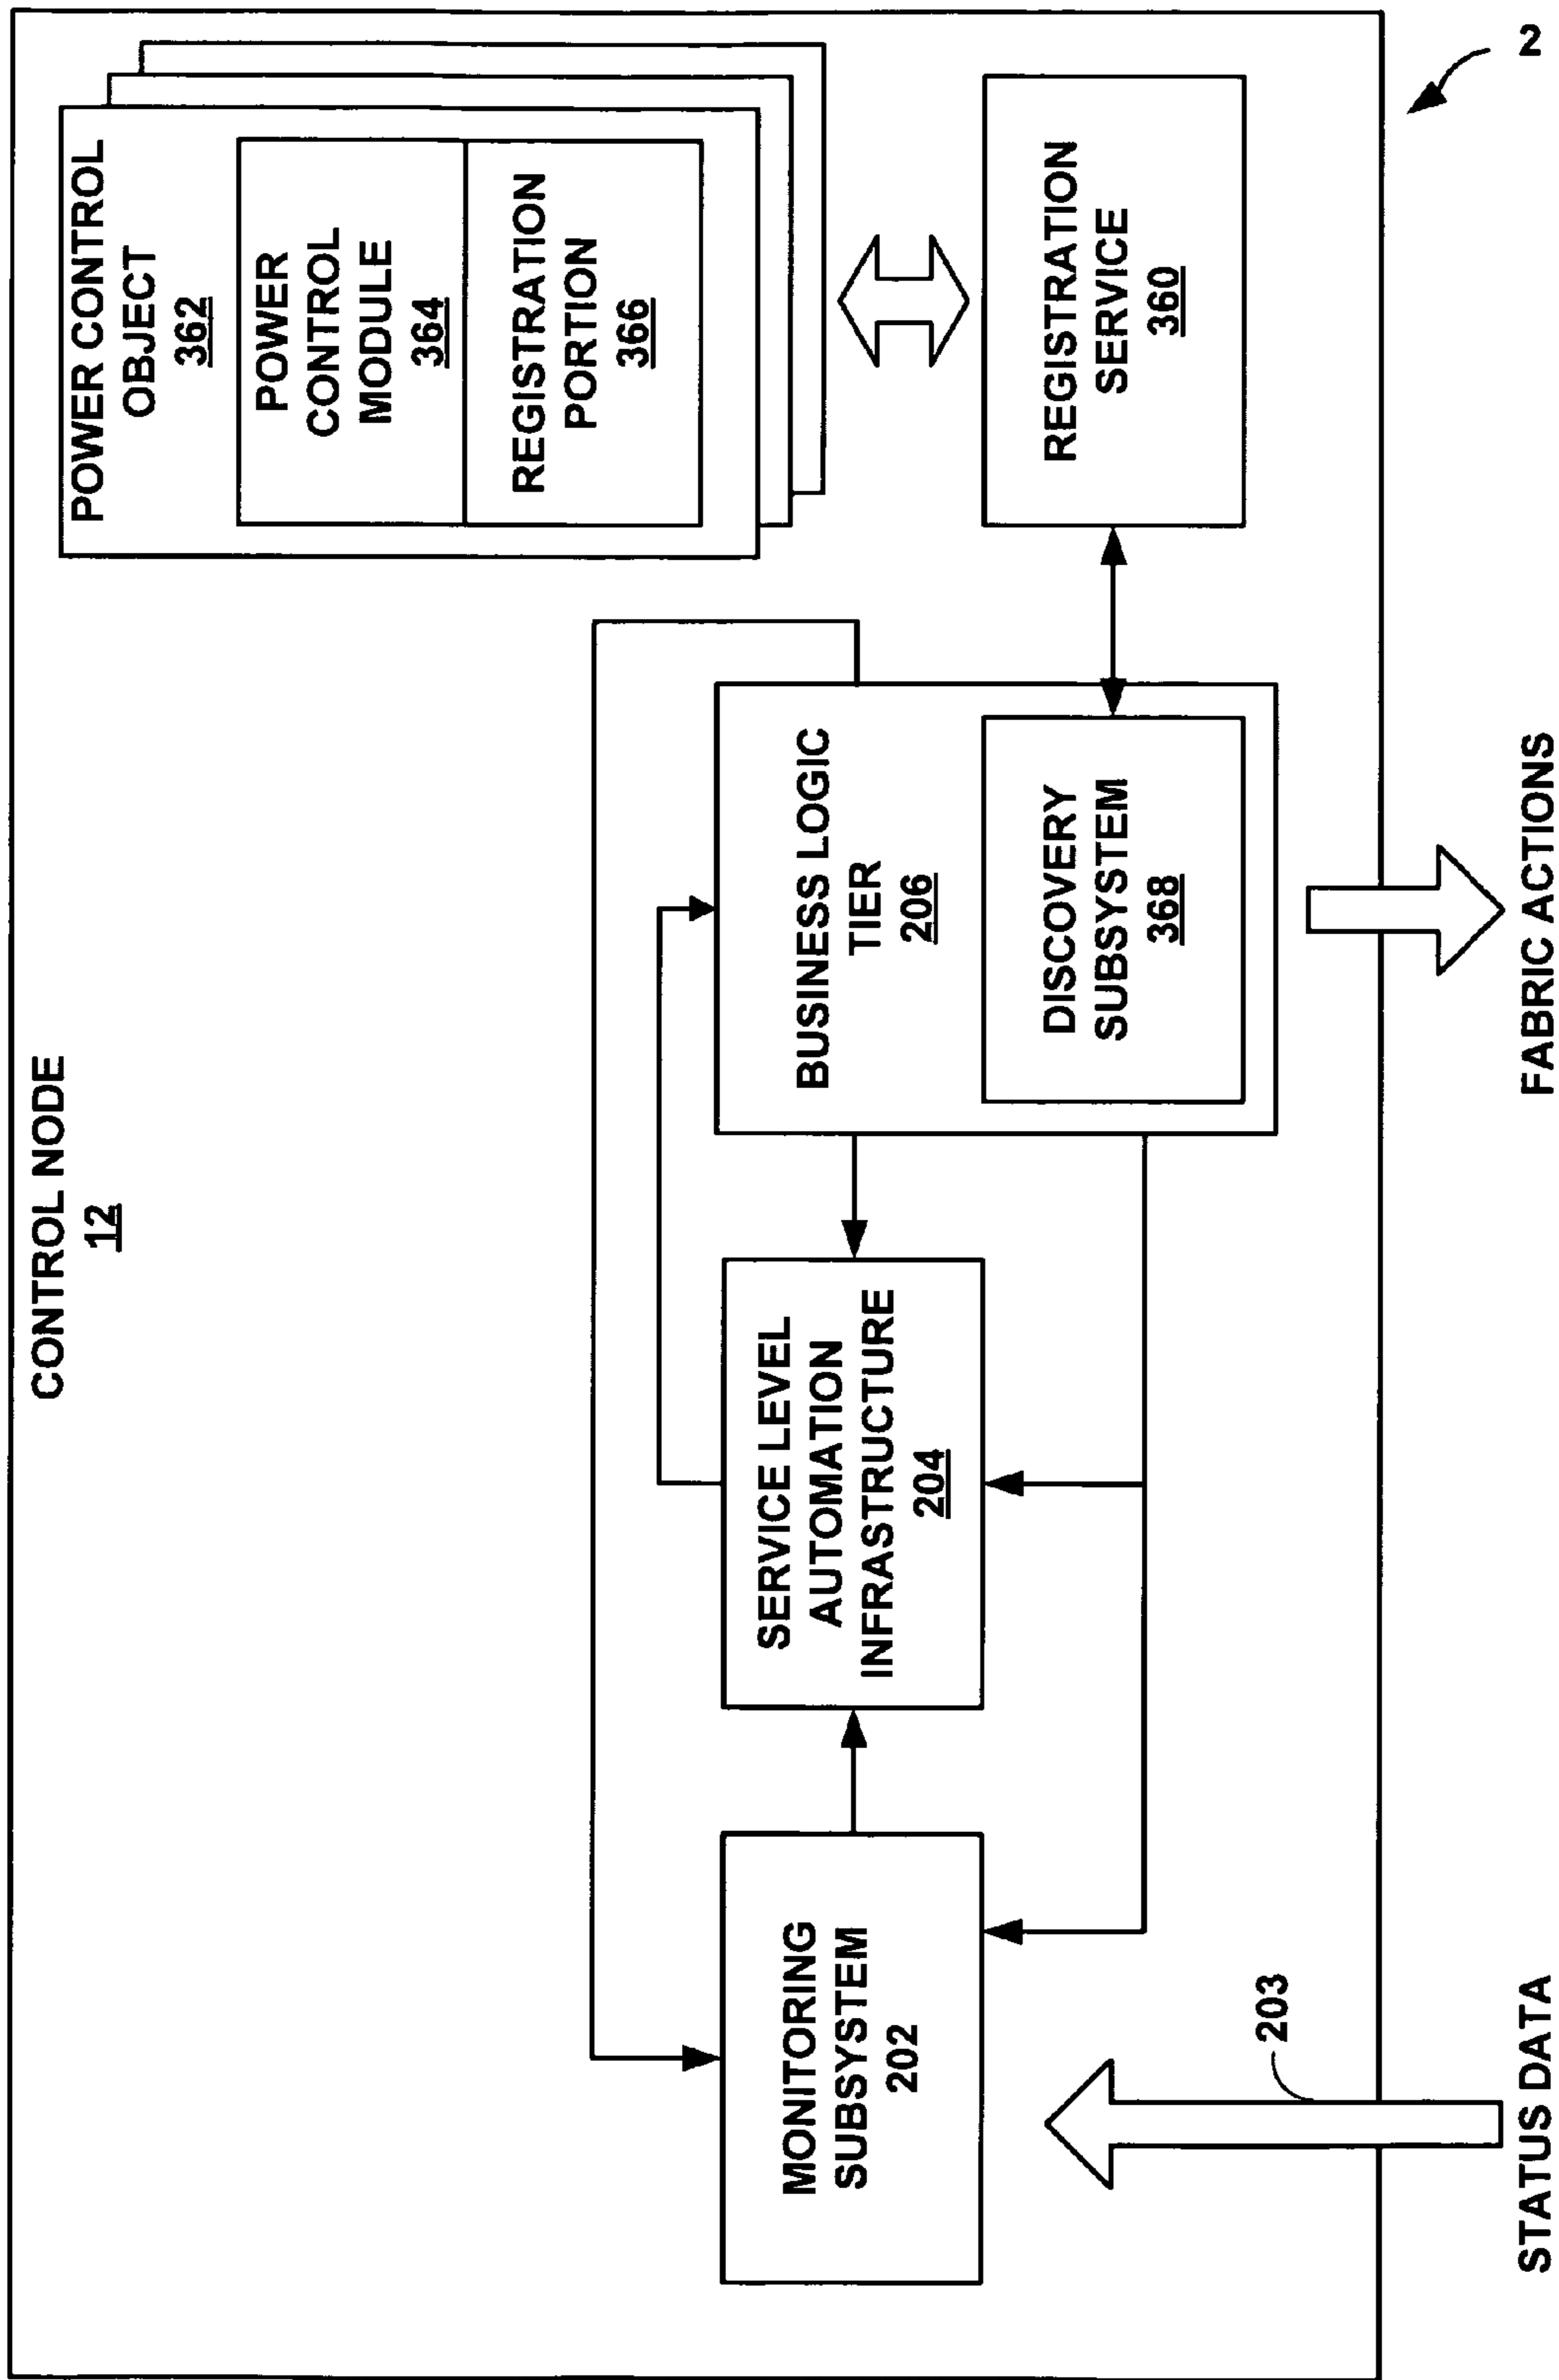 CONTROL NODE
12
POWER CONTROL
OBJECT
362
POWER
CONTROL
MODULE
364
REGISTRATION
PORTION
366
MONITORING
SUBSYSTEM
202
SERVICE LEVEL
AUTOMATION
INFRASTRUCTURE
204
BUSINESS LOGIC
TIER
206
DISCOVERY
SUBSYSTEM
368
REGISTRATION
SERVICE
360
203
2
STATUS DATA
FABRIC ACTIONS